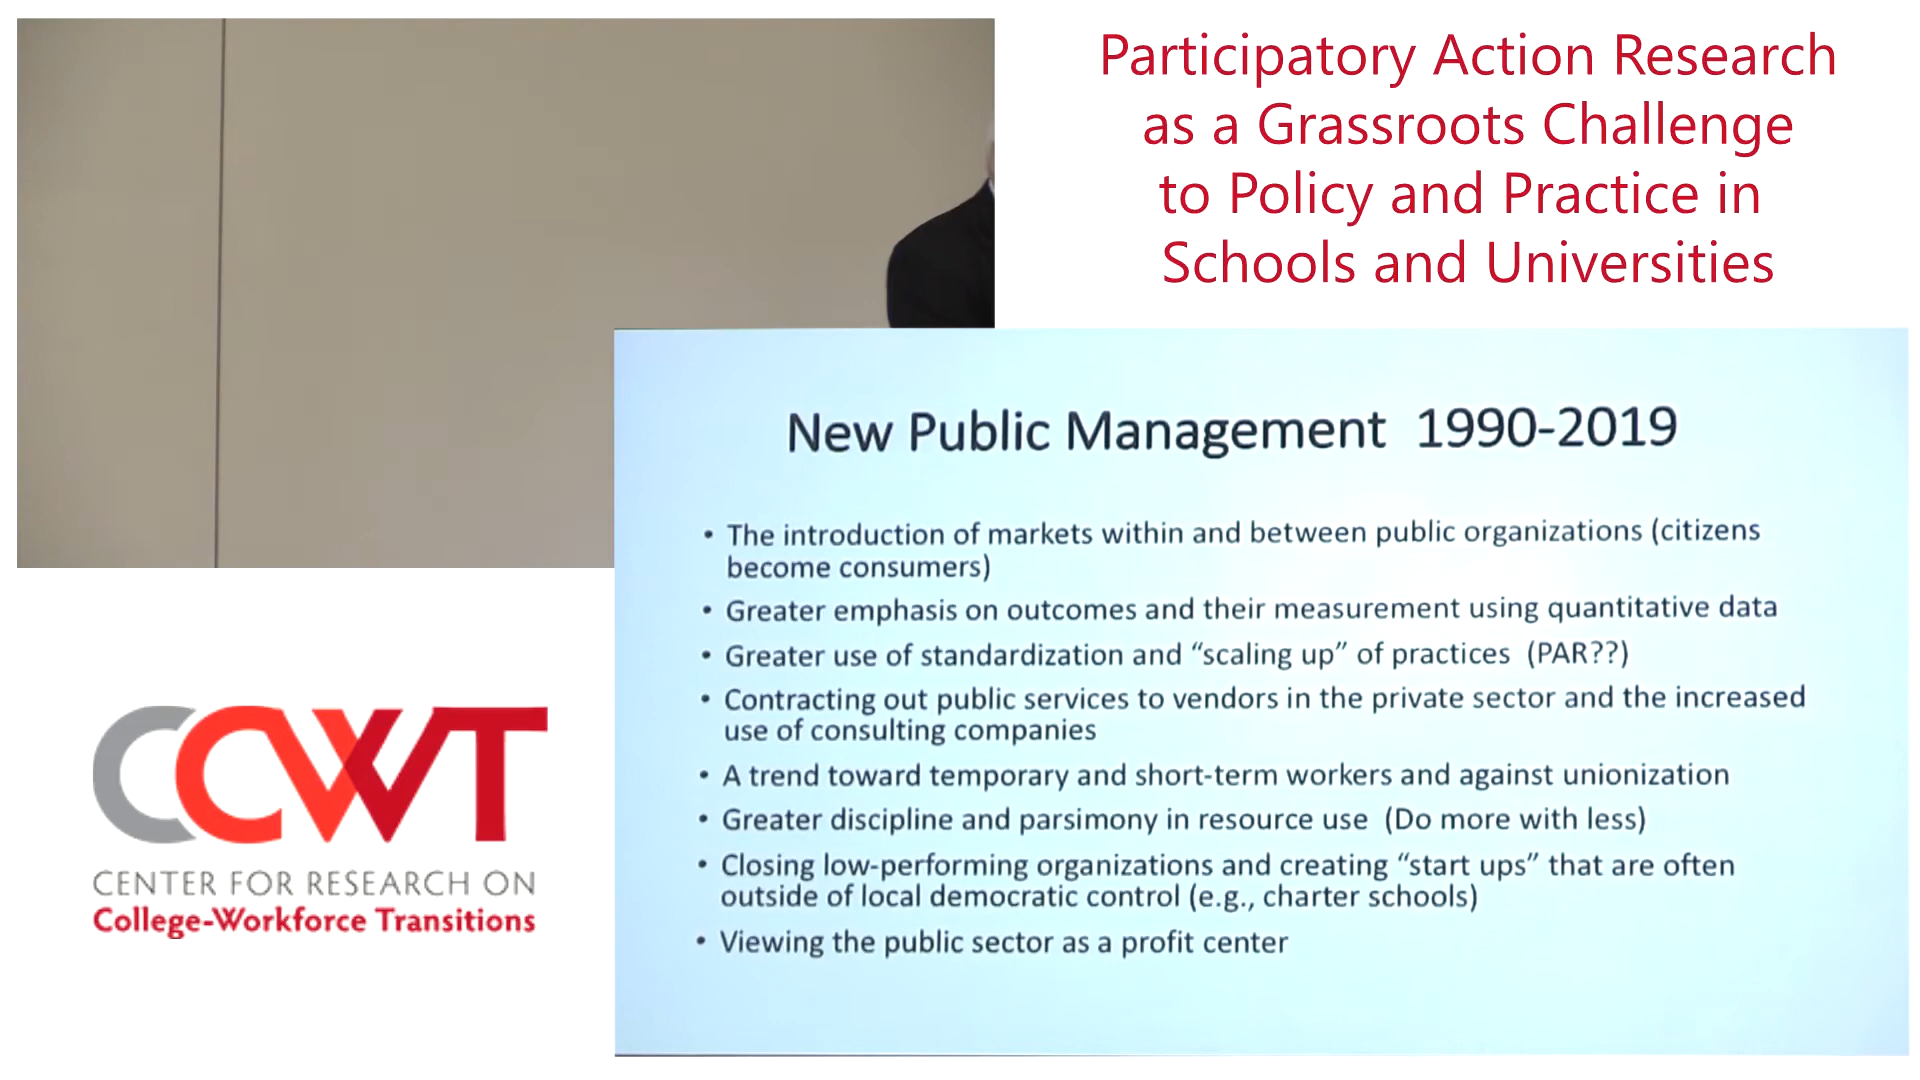 Participatory Action Research
as a Grassroots Challenge
to Policy and Practice in
Schools and Universities
New Public Management 1990-2019
• The introduction of markets within and between public organizations (citizens
become consumers)
• Greater emphasis on outcomes and their measurement using quantitative data
• Greater use of standardization and “scaling up” of practices (PAR??)
• Contracting out public services to vendors in the private sector and the increased
use of consulting companies
• A trend toward temporary and short-term workers and against unionization
• Greater discipline and parsimony in resource use (Do more with less)
• Closing low-performing organizations and creating “start ups” that are often
outside of local democratic control (e.g., charter schools)
• Viewing the public sector as a profit center
CCWT
CENTER FOR RESEARCH ON
College-Workforce Transitions